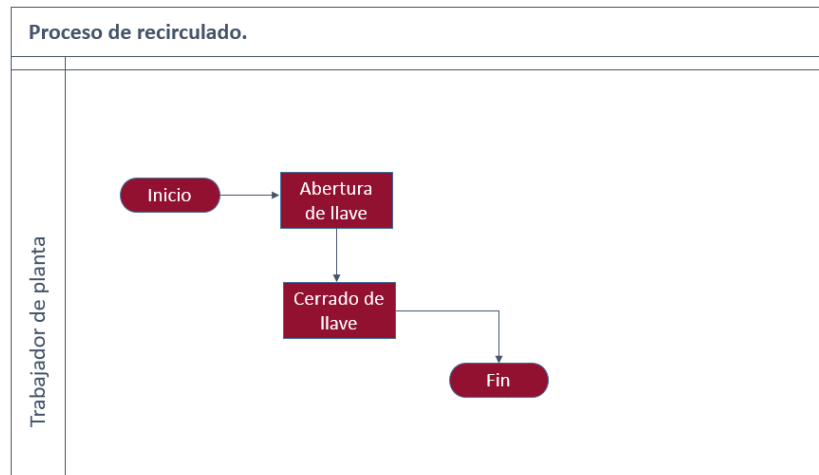 Proceso de recirculado.
Trabajador de planta
Inicio
Abertura
de llave
Cerrado de
llave
Fin